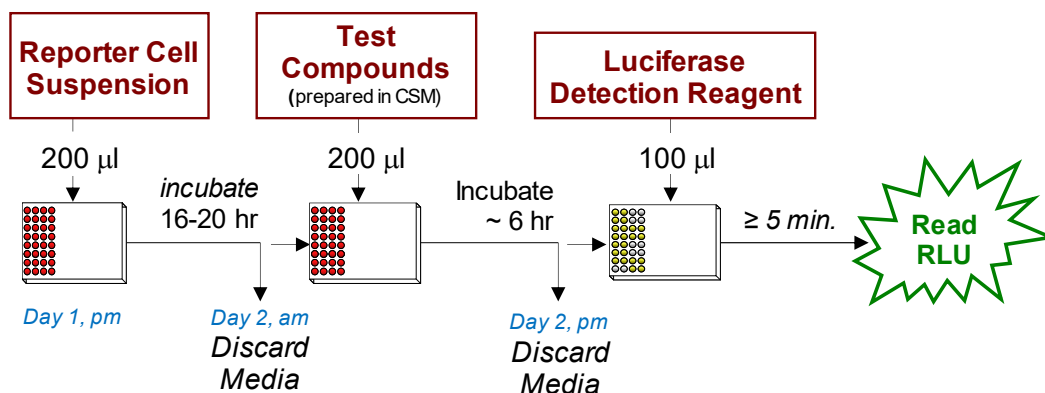 Reporter Cell
Suspension
Test
Compounds
(prepared in CSM)
Luciferase
Detection Reagent
200 μl
200 μl
100 μl
incubate
16-20 hr
Incubate
~ 6 hr
≥ 5 min.
Read
RLU
Day 1, pm
Day 2, am
Discard
Media
Day 2, pm
Discard
Media